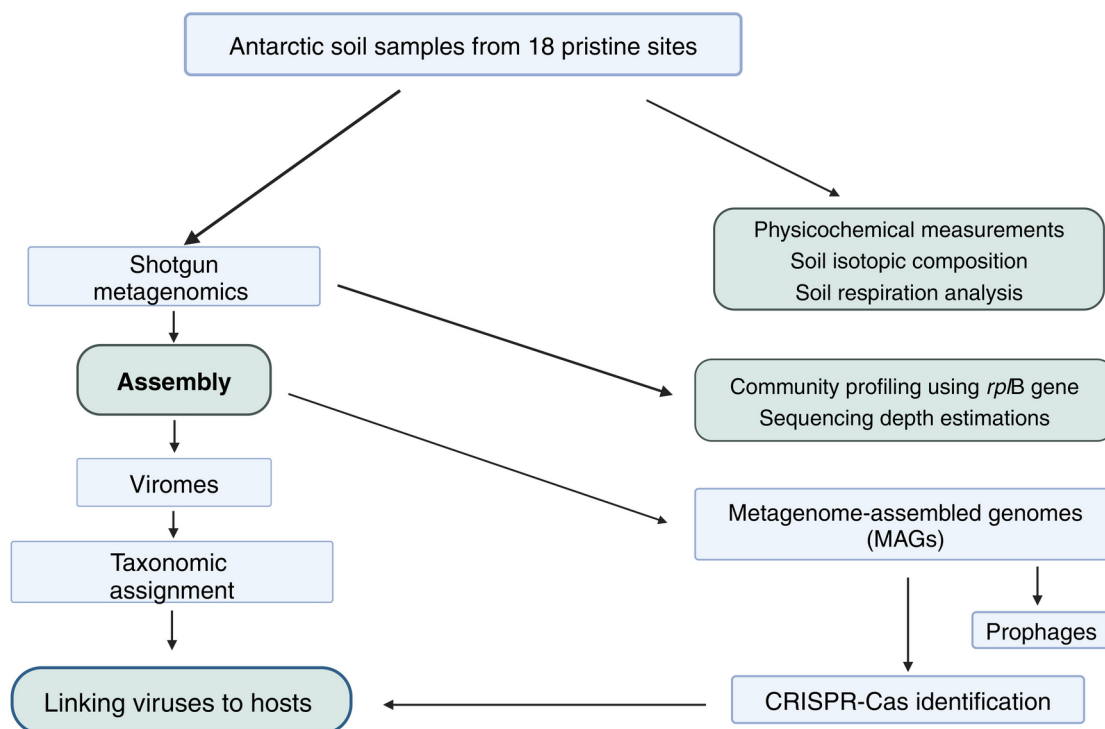 Antarctic soil samples from 18 pristine sites
Shotgun
metagenomics
Physicochemical measurements
Soil isotopic composition
Soil respiration analysis
Assembly
Community profiling using rplB gene
Sequencing depth estimations
Viromes
Metagenome-assembled genomes
(MAGs)
Taxonomic
assignment
Prophages
Linking viruses to hosts
CRISPR-Cas identification